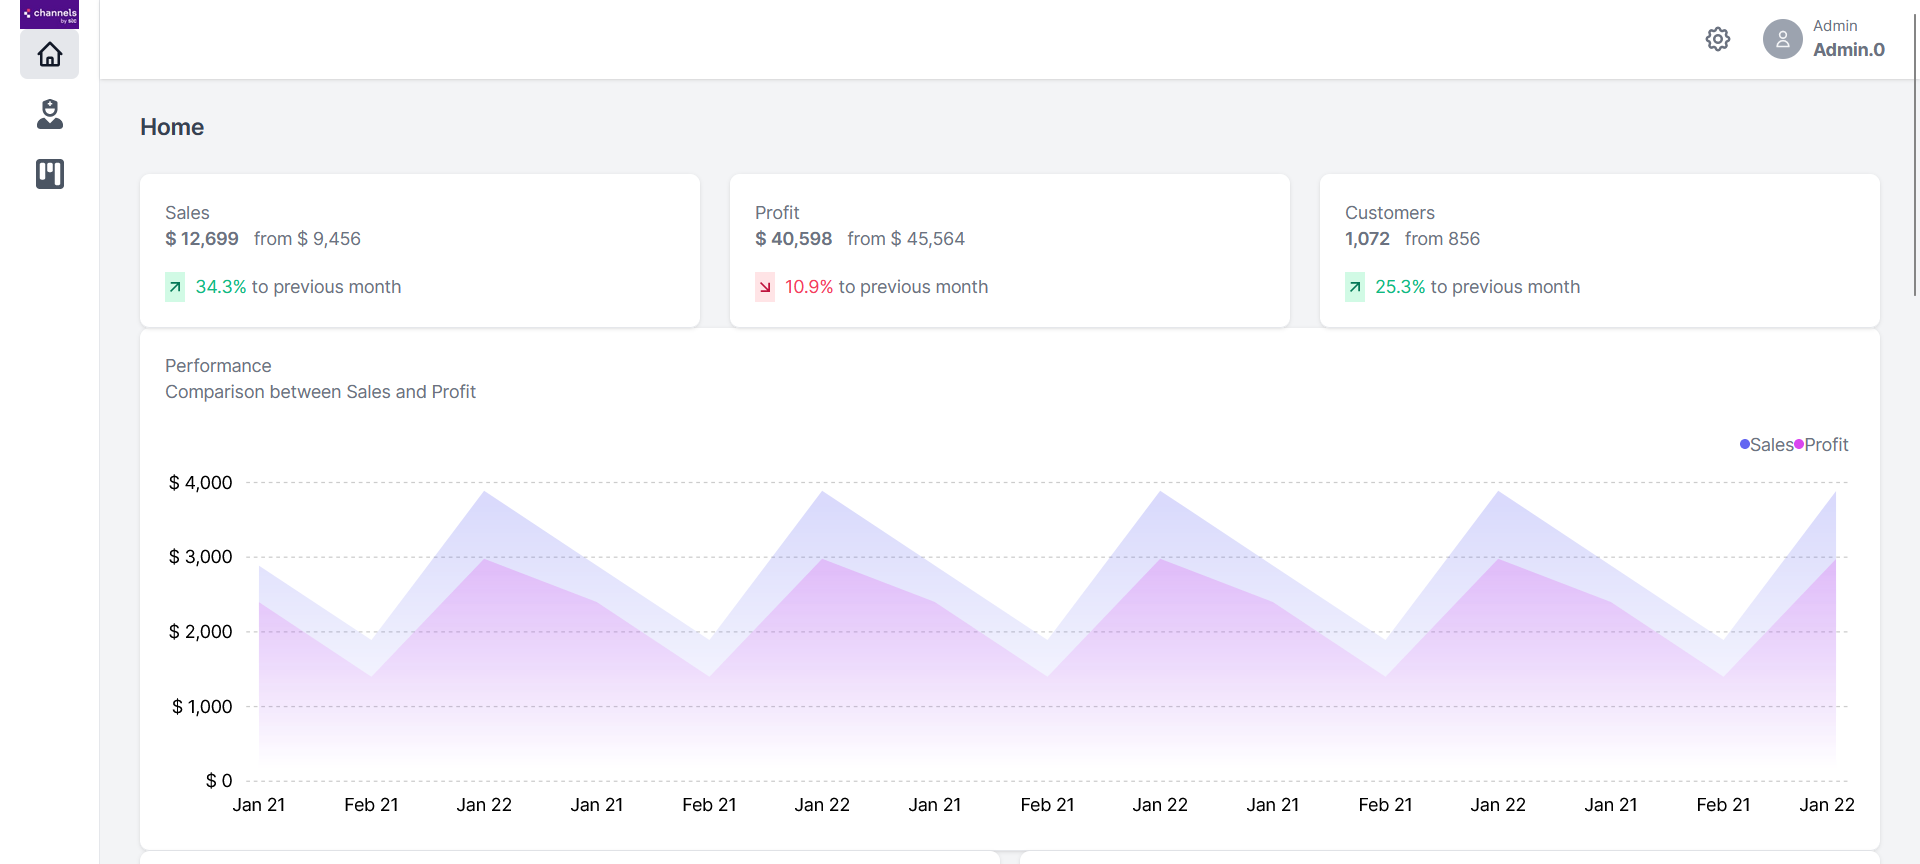 channels
by stc
Admin
Admin.0
Home
Sales
$ 12,699 from $ 9,456
34.3% to previous month
Profit
$ 40,598 from $ 45,564
10.9% to previous month
Customers
1,072 from 856
25.3% to previous month
Performance
Comparison between Sales and Profit
Sales Profit
$ 4,000
$ 3,000
$ 2,000
$ 1,000
$ 0
Jan 21 Feb 21 Jan 22 Jan 21 Feb 21 Jan 22 Jan 21 Feb 21 Jan 22 Jan 21 Feb 21 Jan 22 Jan 21 Feb 21 Jan 22